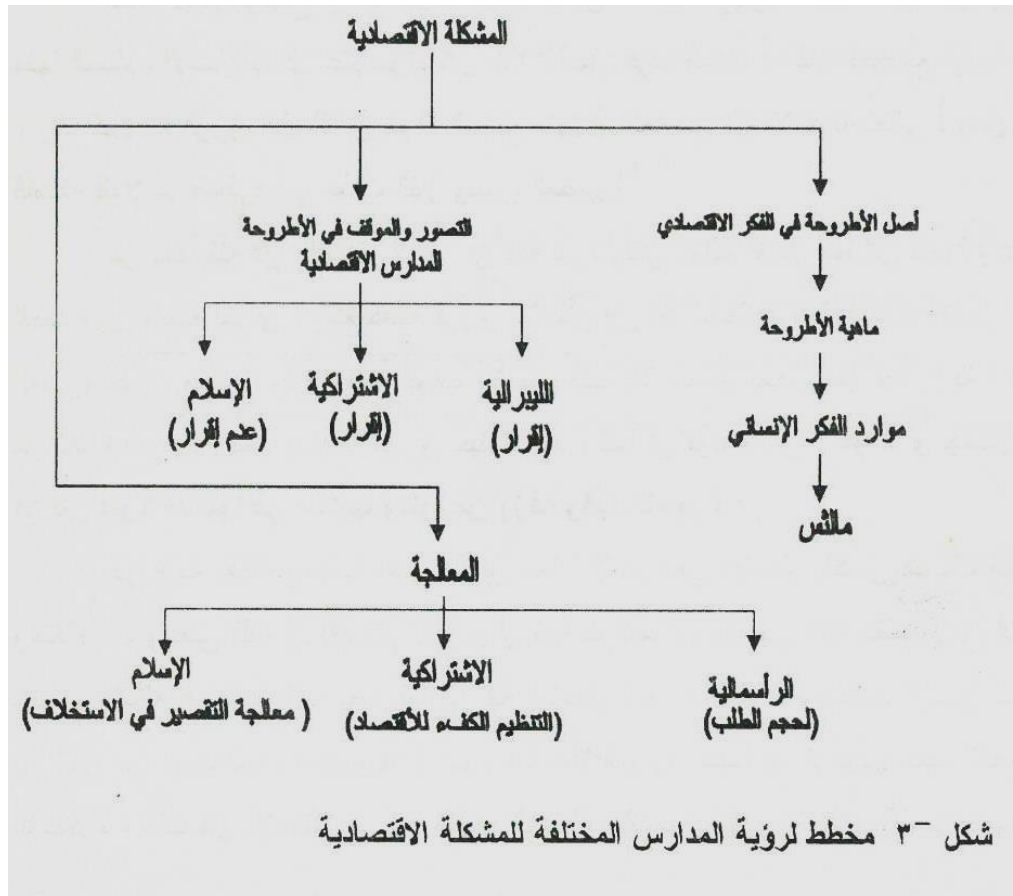 المشكلة الاقتصادية
أصل الأطروحة في الفكر الاقتصادي
ماهية الأطروحة
موارد الفكر الإنساني
مالثس
التصور والموقف في الأطروحة
المدارس الاقتصادية
الليبرالية
(إقرار)
الاشتراكية
(إقرار)
الإسلام
(عدم إقرار)
المعالجة
الرأسمالية
(لحجم الطلب)
الاشتراكية
(التنظيم الكفء للأقتصاد)
الإسلام
(معالجة التقصير في الاستخلاف)
شكل -٣ مخطط لرؤية المدارس المختلفة للمشكلة الاقتصادية